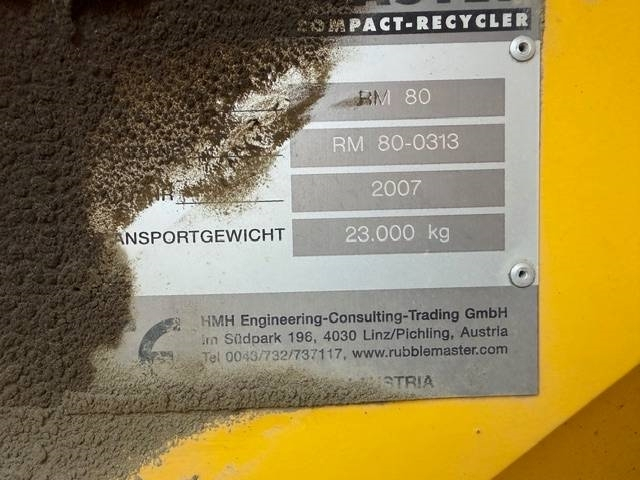 COMPACT-RECYCLER
RM 80
RM 80-0313
2007
ANSPORTGEWICHT 23.000 kg
HMH Engineering-Consulting-Trading GmbH
Im Südpark 196, 4030 Linz/Pichling, Austria
Tel 0043/732/737117, www.rubblemaster.com
AUSTRIA